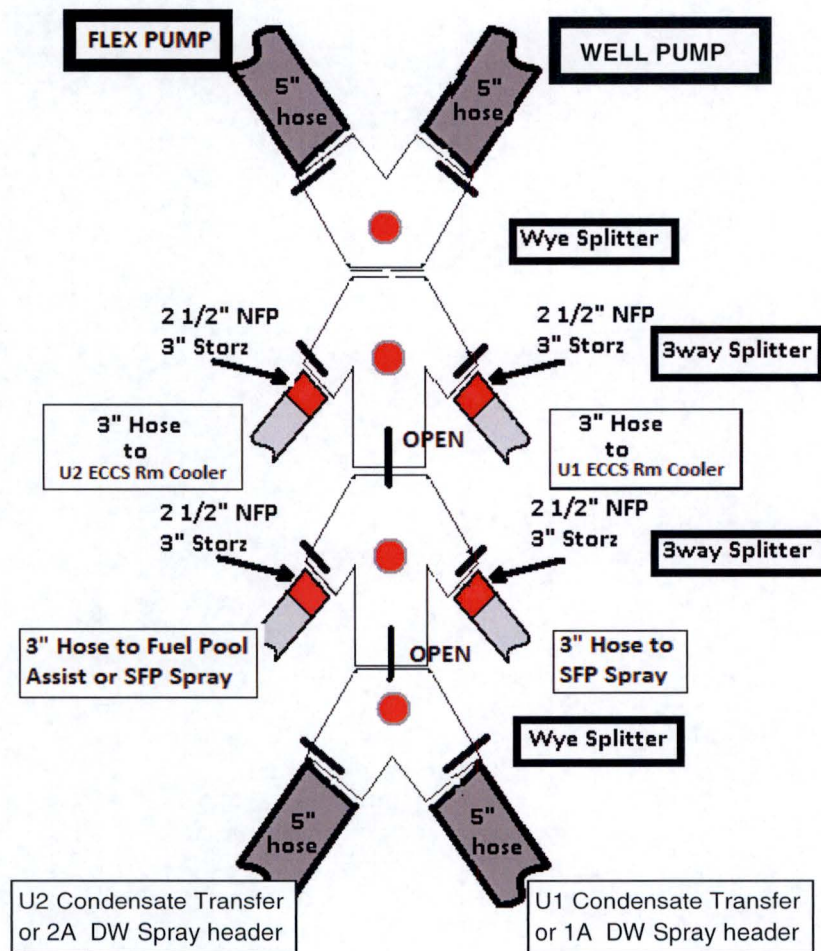 FLEX PUMP
WELL PUMP
5"
hose
5"
hose
Wye Splitter
2 1/2" NFP
3" Storz
2 1/2" NFP
3" Storz
3way Splitter
3" Hose
to
U2 ECCS Rm Cooler
OPEN
3" Hose
to
U1 ECCS Rm Cooler
2 1/2" NFP
3" Storz
2 1/2" NFP
3" Storz
3way Splitter
3" Hose to Fuel Pool
Assist or SFP Spray
OPEN
3" Hose to
SFP Spray
Wye Splitter
5"
hose
5"
hose
U2 Condensate Transfer
or 2A DW Spray header
U1 Condensate Transfer
or 1A DW Spray header